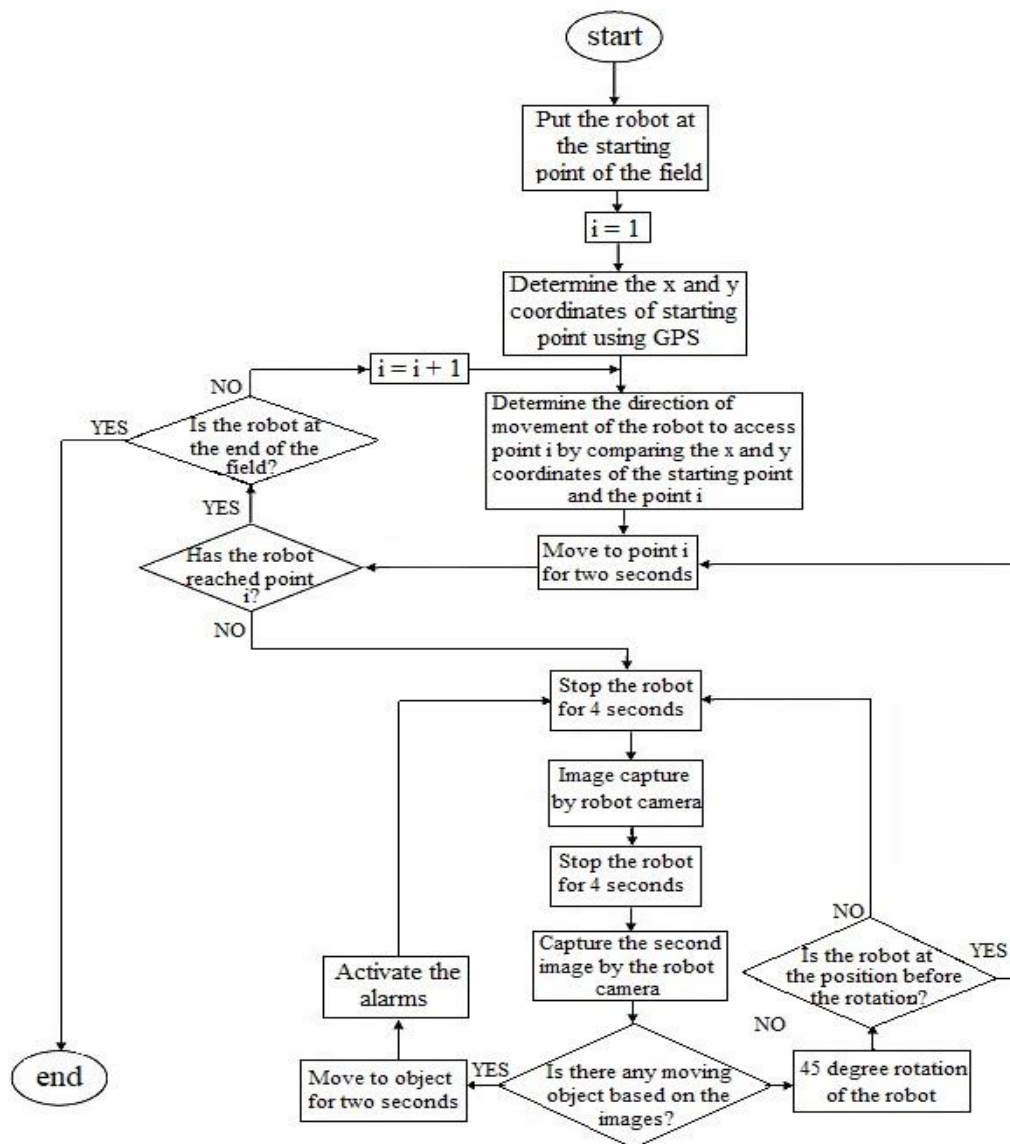 start
Put the robot at
the starting
point of the field
i = 1
Determine the x and y
coordinates of starting
point using GPS
i = i + 1
NO
YES
Is the robot at
the end of the
field?
Determine the direction of
movement of the robot to access
point i by comparing the x and y
coordinates of the starting point
and the point i
YES
Has the robot
reached point
i?
Move to point i
for two seconds
NO
Stop the robot
for 4 seconds
Image capture
by robot camera
Stop the robot
for 4 seconds
Capture the second
image by the robot
camera
Activate the
alarms
NO
YES
Is the robot at
the position before
the rotation?
NO
end
Move to object
for two seconds
YES
Is there any moving
object based on the
images?
45 degree rotation
of the robot